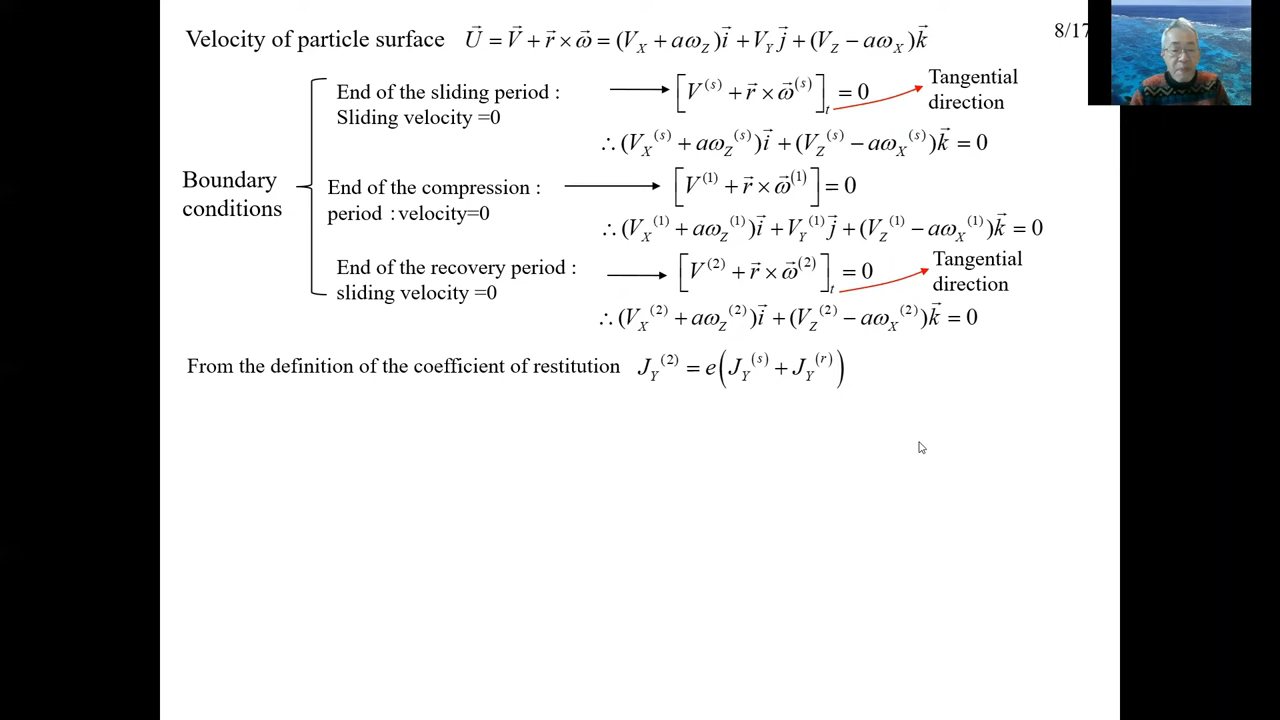 Velocity of particle surface $\vec{U} = \vec{V} + \vec{r} \times \vec{\omega} = (V_X + a\omega_Z)\vec{i} + V_Y\vec{j} + (V_Z - a\omega_X)\vec{k}$
8/17
Boundary
conditions
End of the sliding period :
Sliding velocity =0
$\left[V^{(s)} + \vec{r} \times \vec{\omega}^{(s)}\right]_t = 0$
Tangential
direction
$\therefore (V_X^{(s)} + a\omega_Z^{(s)})\vec{i} + (V_Z^{(s)} - a\omega_X^{(s)})\vec{k} = 0$
End of the compression :
period : velocity=0
$\left[V^{(1)} + \vec{r} \times \vec{\omega}^{(1)}\right] = 0$
$\therefore (V_X^{(1)} + a\omega_Z^{(1)})\vec{i} + V_Y^{(1)}\vec{j} + (V_Z^{(1)} - a\omega_X^{(1)})\vec{k} = 0$
End of the recovery period :
sliding velocity =0
$\left[V^{(2)} + \vec{r} \times \vec{\omega}^{(2)}\right]_t = 0$
Tangential
direction
$\therefore (V_X^{(2)} + a\omega_Z^{(2)})\vec{i} + (V_Z^{(2)} - a\omega_X^{(2)})\vec{k} = 0$
From the definition of the coefficient of restitution $J_Y^{(2)} = e\left(J_Y^{(s)} + J_Y^{(r)}\right)$